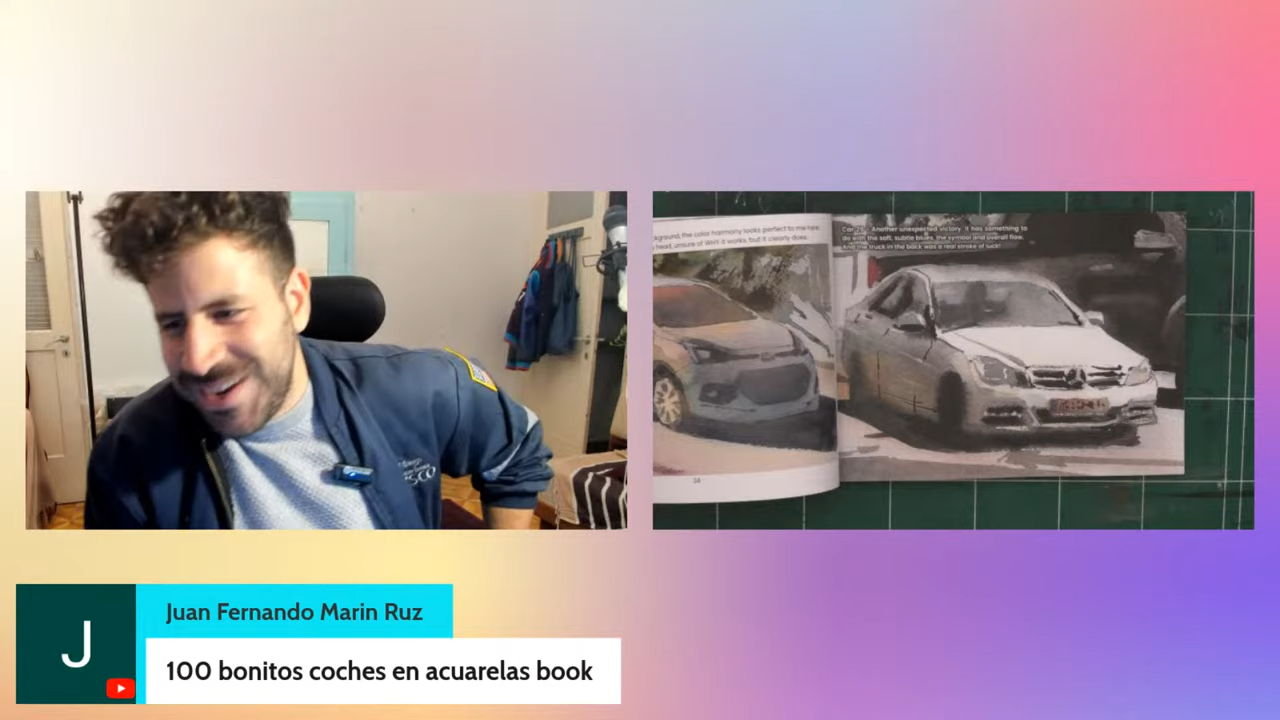 ground, the color harmony looks perfect to me here.
head, unsure of WHY it works, but it clearly does.
Car 25 - Another unexpected victory. It has something to
do with the soft, subtle blues, the symbol and overall flow.
And the truck in the back was a real stroke of luck!
J
Juan Fernando Marin Ruz
100 bonitos coches en acuarelas book